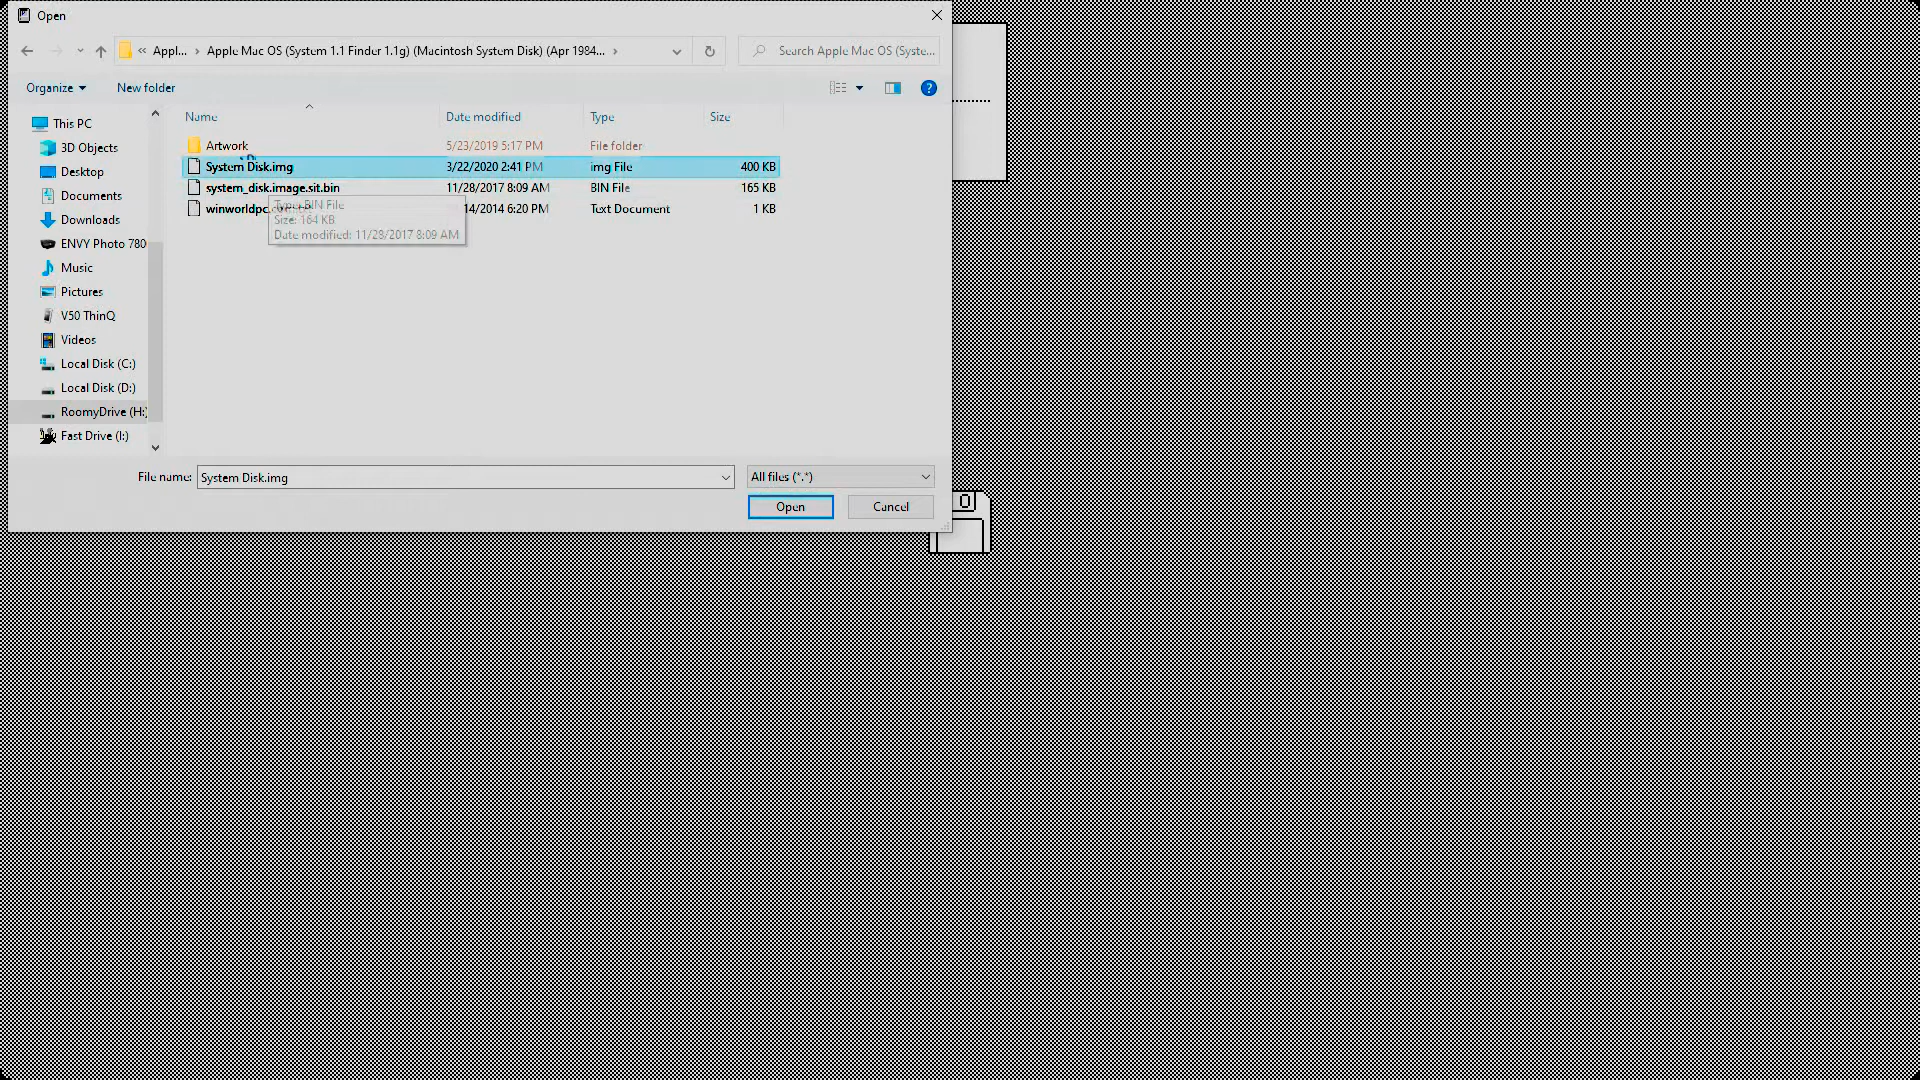 Open
« Appl... › Apple Mac OS (System 1.1 Finder 1.1g) (Macintosh System Disk) (Apr 1984... ›
Search Apple Mac OS (Syste...
Organize
New folder
Name
Date modified
Type
Size
This PC
3D Objects
Desktop
Documents
Downloads
ENVY Photo 780
Music
Pictures
V50 ThinQ
Videos
Local Disk (C:)
Local Disk (D:)
RoomyDrive (H:)
Fast Drive (I:)
Artwork 5/23/2019 5:17 PM File folder
System Disk.img 3/22/2020 2:41 PM img File 400 KB
system_disk.image.sit.bin 11/28/2017 8:09 AM BIN File 165 KB
winworldpc. 14/2014 6:20 PM Text Document 1 KB
Type: BIN File
Size: 164 KB
Date modified: 11/28/2017 8:09 AM
File name: System Disk.img
All files (*.*)
Open
Cancel